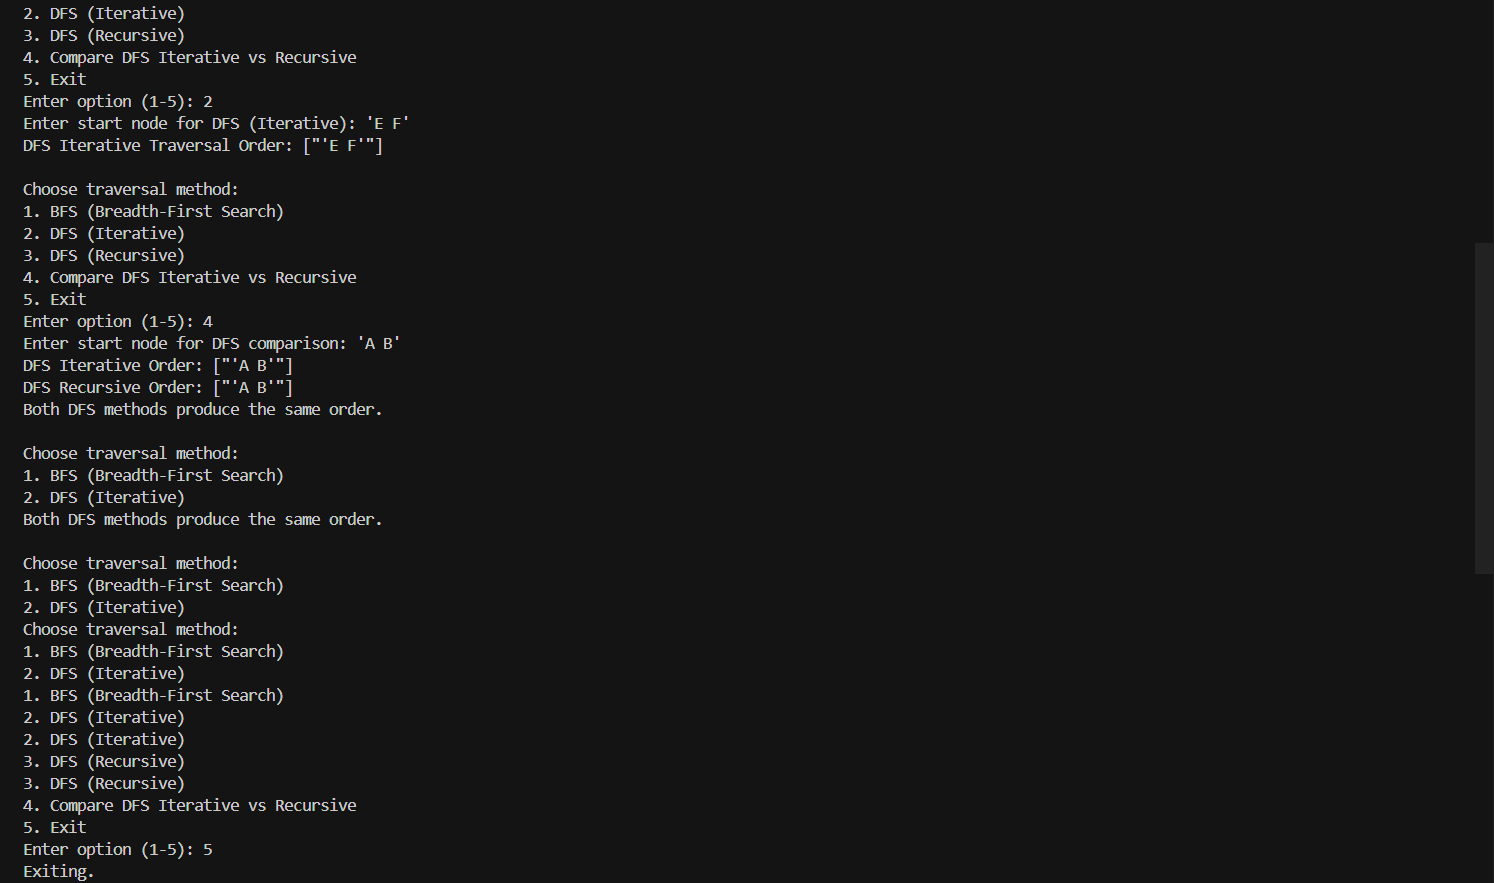 2. DFS (Iterative)
3. DFS (Recursive)
4. Compare DFS Iterative vs Recursive
5. Exit
Enter option (1-5): 2
Enter start node for DFS (Iterative): 'E F'
DFS Iterative Traversal Order: ["'E F'"]
Choose traversal method:
1. BFS (Breadth-First Search)
2. DFS (Iterative)
3. DFS (Recursive)
4. Compare DFS Iterative vs Recursive
5. Exit
Enter option (1-5): 4
Enter start node for DFS comparison: 'A B'
DFS Iterative Order: ["'A B'"]
DFS Recursive Order: ["'A B'"]
Both DFS methods produce the same order.
Choose traversal method:
1. BFS (Breadth-First Search)
2. DFS (Iterative)
Both DFS methods produce the same order.
Choose traversal method:
1. BFS (Breadth-First Search)
2. DFS (Iterative)
Choose traversal method:
1. BFS (Breadth-First Search)
2. DFS (Iterative)
1. BFS (Breadth-First Search)
2. DFS (Iterative)
2. DFS (Iterative)
3. DFS (Recursive)
3. DFS (Recursive)
4. Compare DFS Iterative vs Recursive
5. Exit
Enter option (1-5): 5
Exiting.